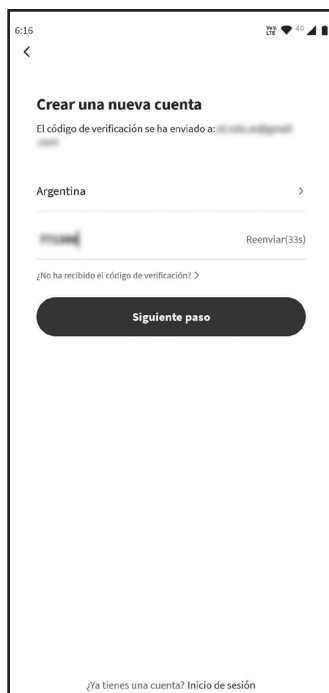 6:16
4G
Crear una nueva cuenta
El código de verificación se ha enviado a:
Argentina
Reenviar(33s)
¿No ha recibido el código de verificación?
Siguiente paso
¿Ya tienes una cuenta? Inicio de sesión